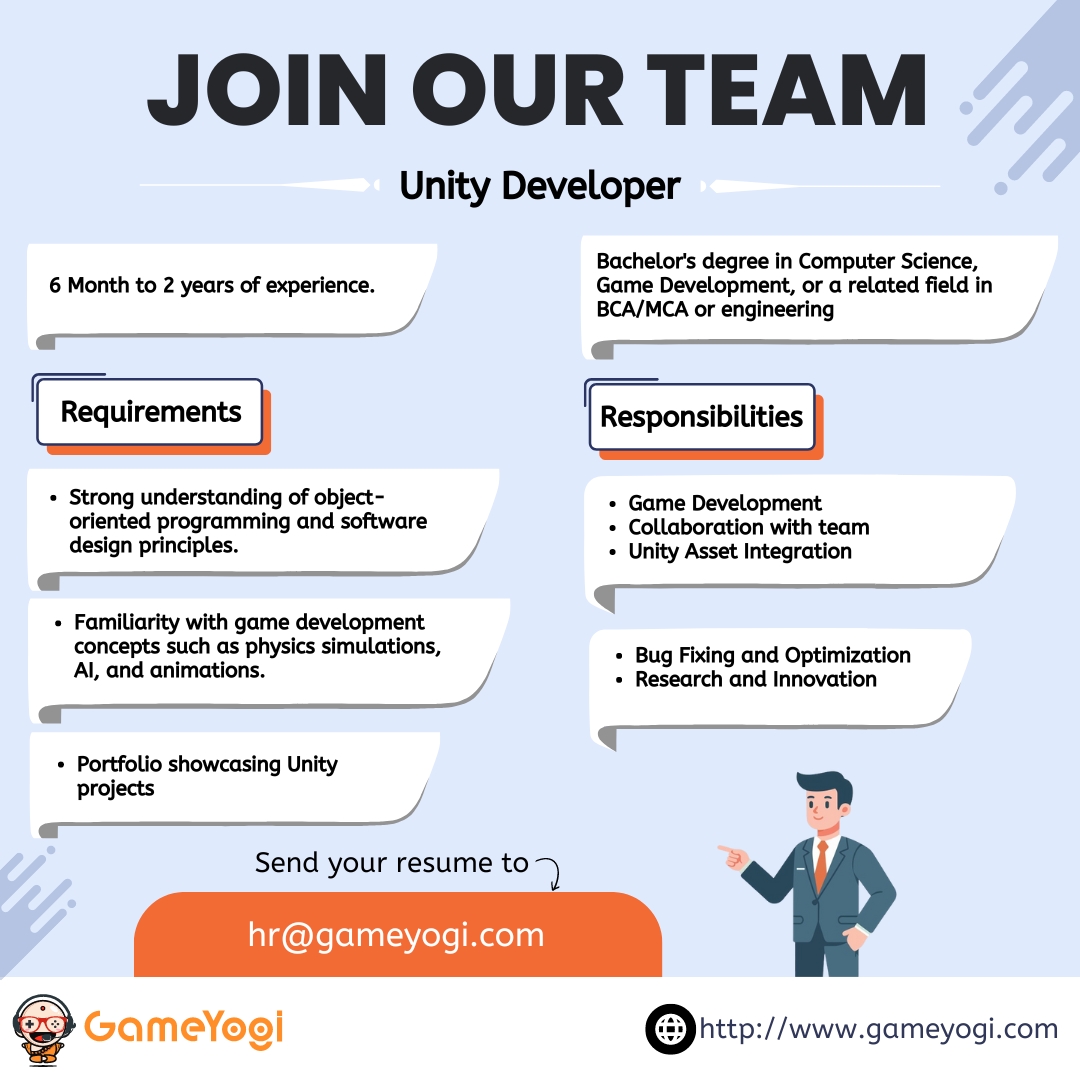 JOIN OUR TEAM
Unity Developer
6 Month to 2 years of experience.
Bachelor's degree in Computer Science,
Game Development, or a related field in
BCA/MCA or engineering
Requirements
• Strong understanding of object-
oriented programming and software
design principles.
• Familiarity with game development
concepts such as physics simulations,
AI, and animations.
• Portfolio showcasing Unity
projects
Responsibilities
• Game Development
• Collaboration with team
• Unity Asset Integration
• Bug Fixing and Optimization
• Research and Innovation
Send your resume to
hr@gameyogi.com
GameYogi
http://www.gameyogi.com